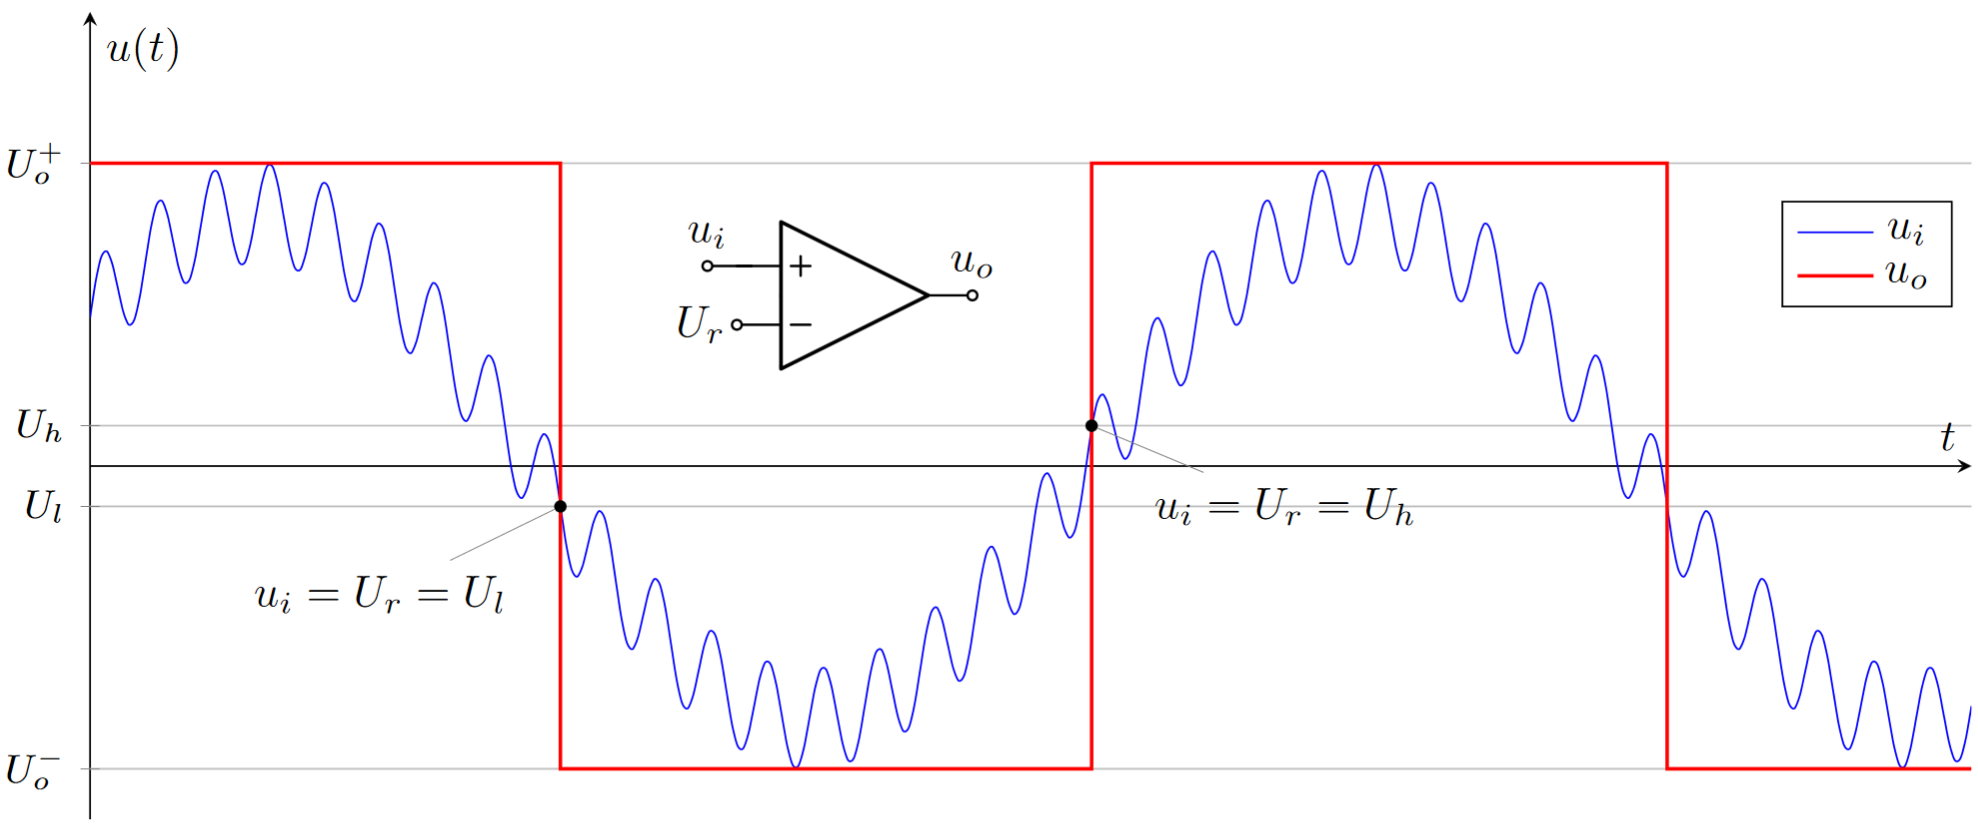 u(t)
U_o^+
u_i
+
u_o
U_r
−
u_i
u_o
U_h
t
U_l
u_i = U_r = U_h
u_i = U_r = U_l
U_o^−